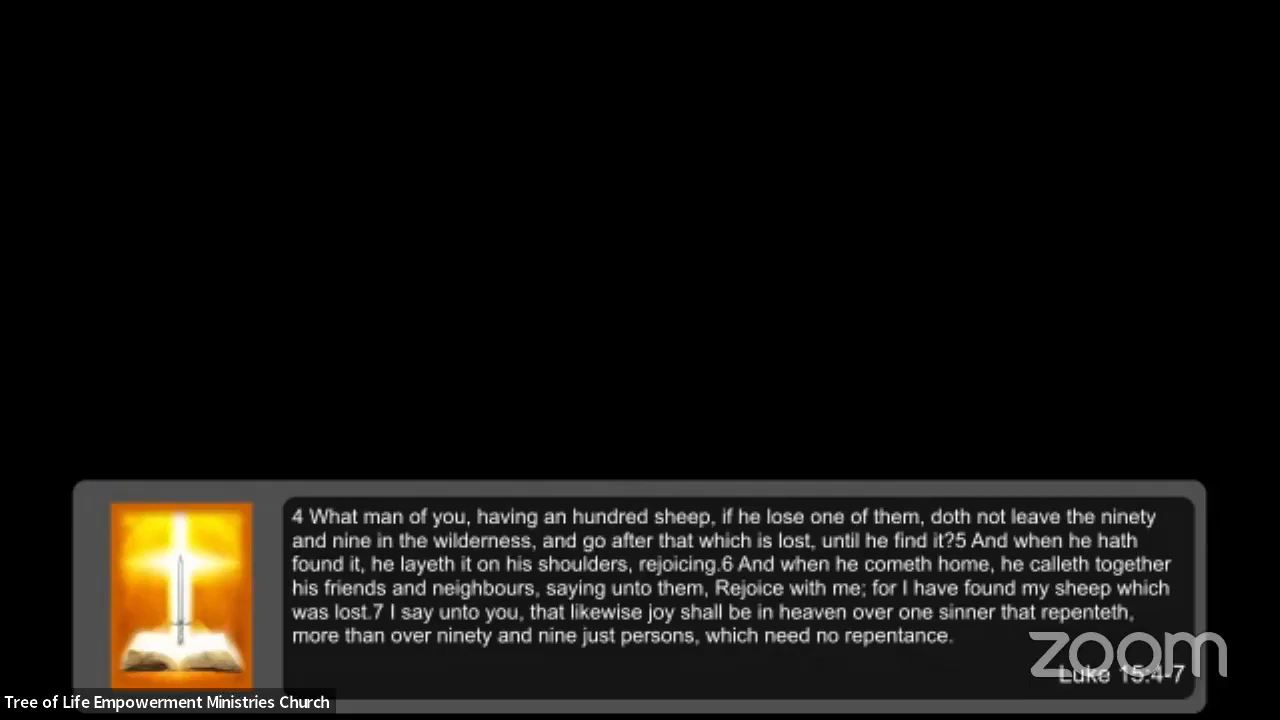 4 What man of you, having an hundred sheep, if he lose one of them, doth not leave the ninety
and nine in the wilderness, and go after that which is lost, until he find it?5 And when he hath
found it, he layeth it on his shoulders, rejoicing.6 And when he cometh home, he calleth together
his friends and neighbours, saying unto them, Rejoice with me; for I have found my sheep which
was lost.7 I say unto you, that likewise joy shall be in heaven over one sinner that repenteth,
more than over ninety and nine just persons, which need no repentance.
zoom
Luke 15:4-7
Tree of Life Empowerment Ministries Church